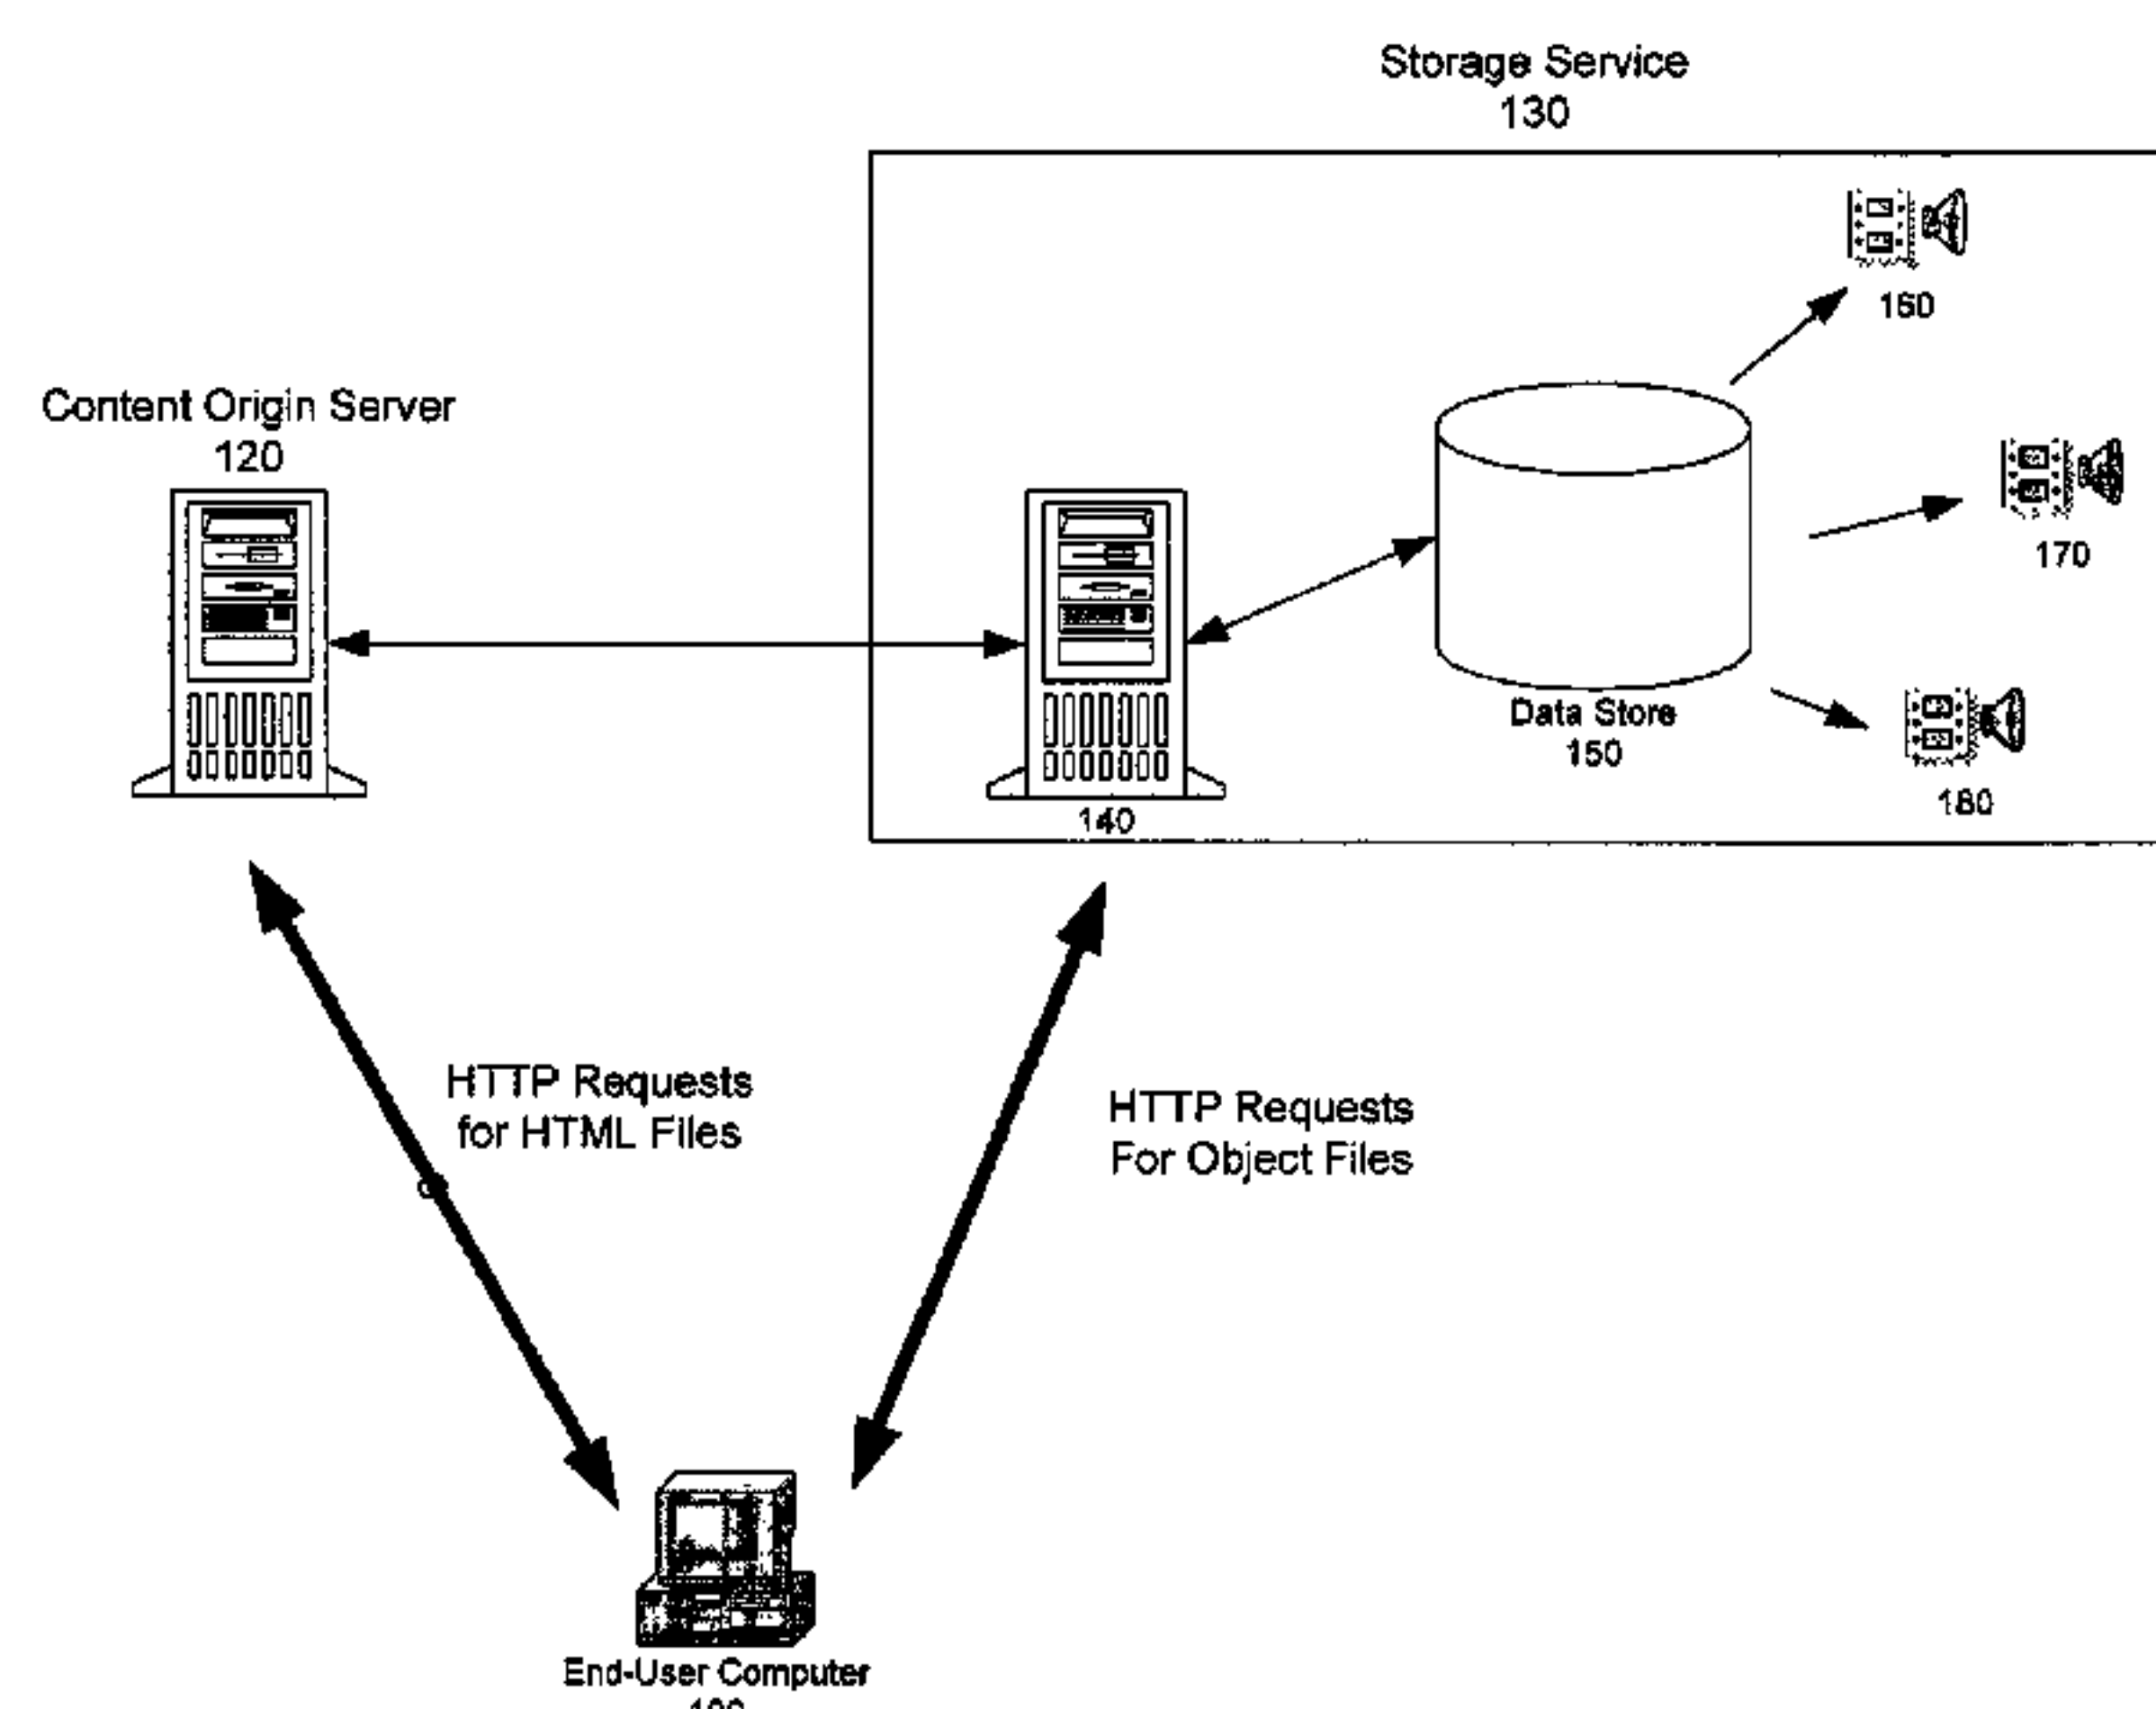 Storage Service
130
160
Content Origin Server
120
170
Data Store
150
180
140
HTTP Requests
for HTML Files
HTTP Requests
For Object Files
End-User Computer